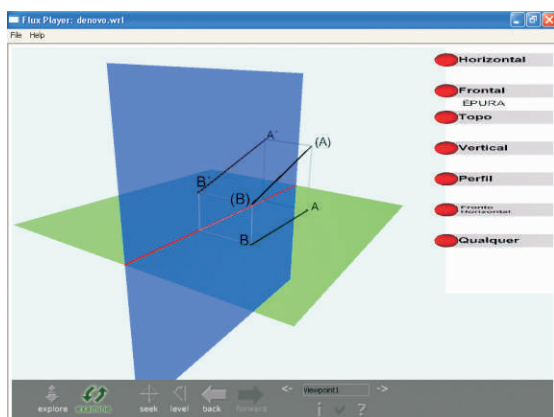 Flux Player: denovo.wrl
File Help
Horizontal
Frontal
ÉPURA
Topo
Vertical
Perfil
Fronto
Horizontal
Qualquer
A'
(A)
B'
(B)
A
B
explore
examine
seek
level
back
forward
<-
Viewpoint1
->
i
?